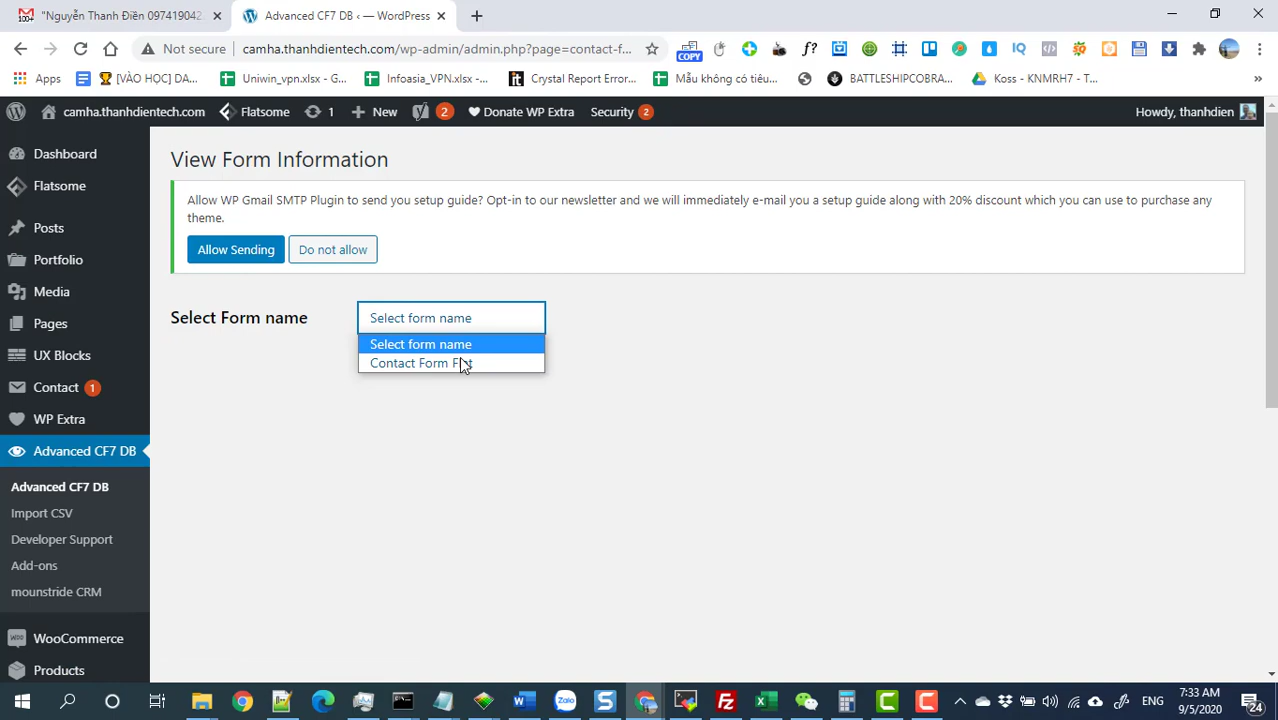 100+
"Nguyễn Thanh Điền 097419042
Advanced CF7 DB ‹ — WordPress
Not secure
camha.thanhdientech.com/wp-admin/admin.php?page=contact-f...
COPY
f?
IQ
Apps
[VÀO HỌC] DA...
Uniwin_vpn.xlsx - G...
Infoasia_VPN.xlsx -...
Crystal Report Error...
Mẫu không có tiêu...
BATTLESHIPCOBRA...
Koss - KNMRH7 - T...
»
camha.thanhdientech.com
Flatsome
1
New
2
Donate WP Extra
Security
2
Howdy, thanhdien
Dashboard
Flatsome
Posts
Portfolio
Media
Pages
UX Blocks
Contact
1
WP Extra
Advanced CF7 DB
Advanced CF7 DB
Import CSV
Developer Support
Add-ons
mounstride CRM
WooCommerce
Products
View Form Information
Allow WP Gmail SMTP Plugin to send you setup guide? Opt-in to our newsletter and we will immediately e-mail you a setup guide along with 20% discount which you can use to purchase any
theme.
Allow Sending
Do not allow
Select Form name
Select form name
Select form name
Contact Form
ENG
7:33 AM
9/5/2020
24